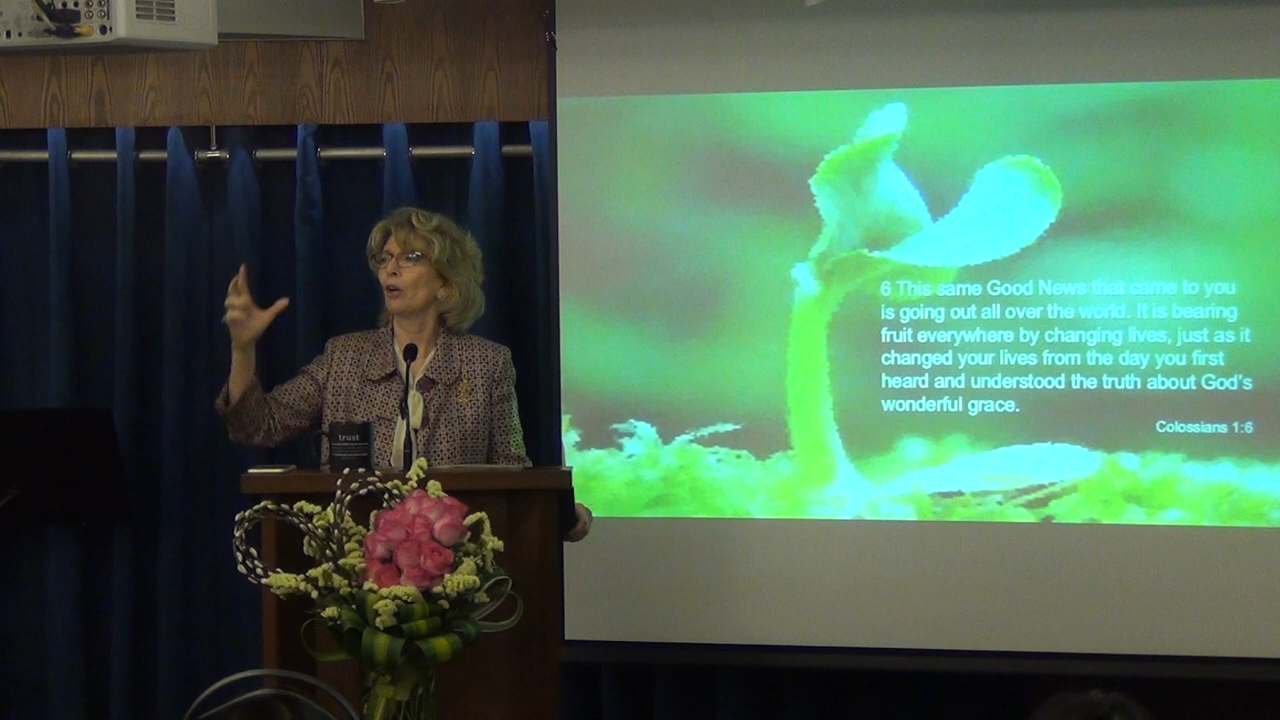 trust
6 This same Good News that came to you
is going out all over the world. It is bearing
fruit everywhere by changing lives, just as it
changed your lives from the day you first
heard and understood the truth about God's
wonderful grace.
Colossians 1:6